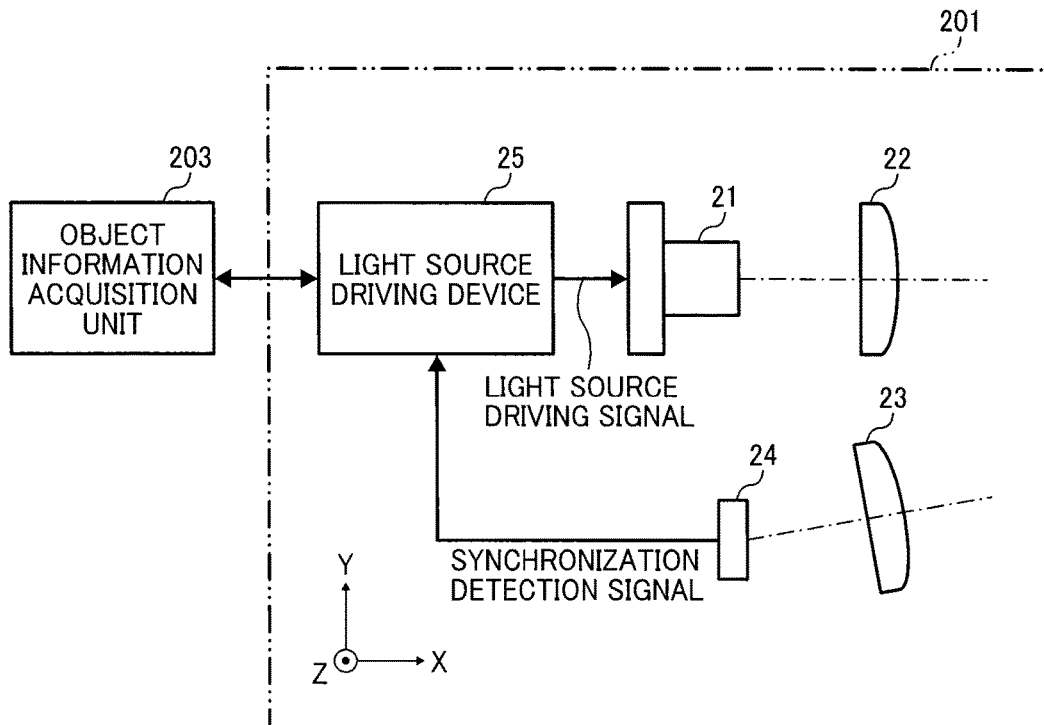 201
203
25
21
22
OBJECT
INFORMATION
ACQUISITION
UNIT
LIGHT SOURCE
DRIVING DEVICE
LIGHT SOURCE
DRIVING SIGNAL
23
24
SYNCHRONIZATION
DETECTION SIGNAL
Y
Z
X